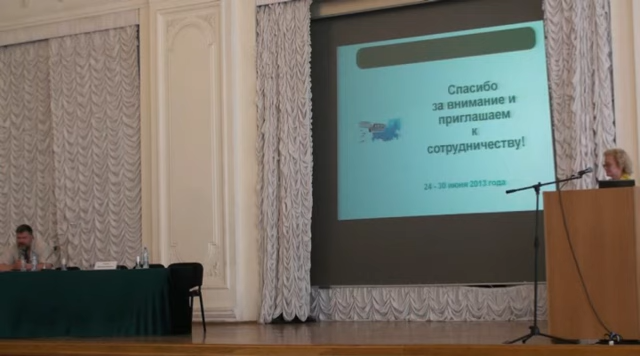 Спасибо
за внимание и
приглашаем
к
сотрудничеству!
24 - 30 июня 2013 года